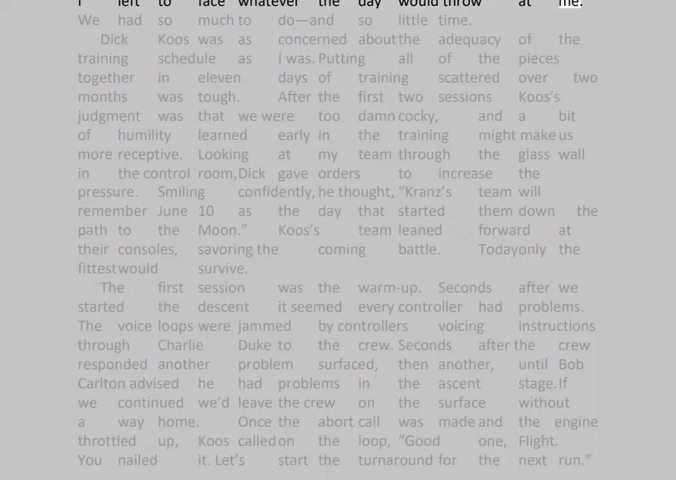 I left to face whatever the day would throw at me.
We had so much to do—and so little time.
Dick Koos was as concerned about the adequacy of the
training schedule as I was. Putting all of the pieces
together in eleven days of training scattered over two
months was tough. After the first two sessions Koos's
judgment was that we were too damn cocky, and a bit
of humility learned early in the training might make us
more receptive. Looking at my team through the glass wall
in the control room, Dick gave orders to increase the
pressure. Smiling confidently, he thought, “Kranz's team will
remember June 10 as the day that started them down the
path to the Moon.” Koos's team leaned forward at
their consoles, savoring the coming battle. Today only the
fittest would survive.
The first session was the warm-up. Seconds after we
started the descent it seemed every controller had problems.
The voice loops were jammed by controllers voicing instructions
through Charlie Duke to the crew. Seconds after the crew
responded another problem surfaced, then another, until Bob
Carlton advised he had problems in the ascent stage. If
we continued we'd leave the crew on the surface without
a way home. Once the abort call was made and the engine
throttled up, Koos called on the loop, “Good one, Flight.
You nailed it. Let's start the turnaround for the next run.”